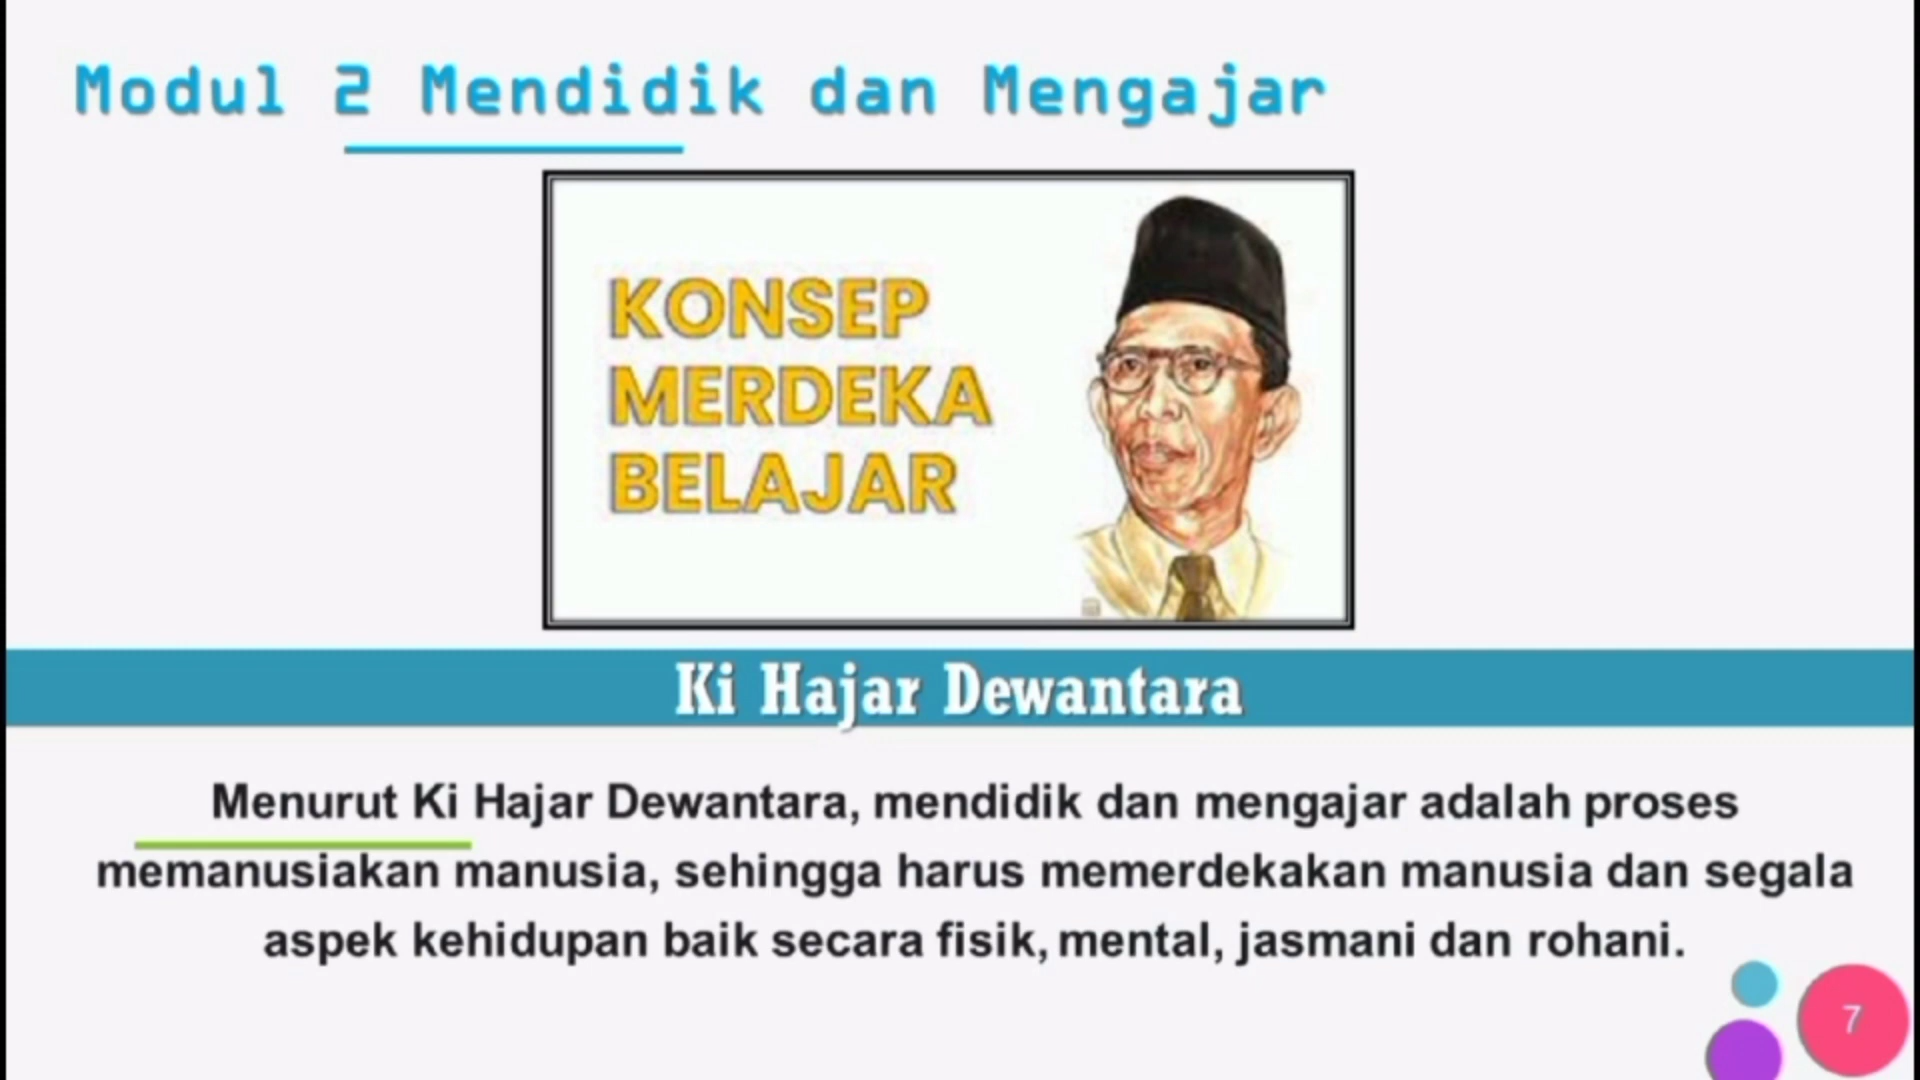 Modul 2 Mendidik dan Mengajar
KONSEP
MERDEKA
BELAJAR
Ki Hajar Dewantara
Menurut Ki Hajar Dewantara, mendidik dan mengajar adalah proses
memanusiakan manusia, sehingga harus memerdekakan manusia dan segala
aspek kehidupan baik secara fisik, mental, jasmani dan rohani.
7